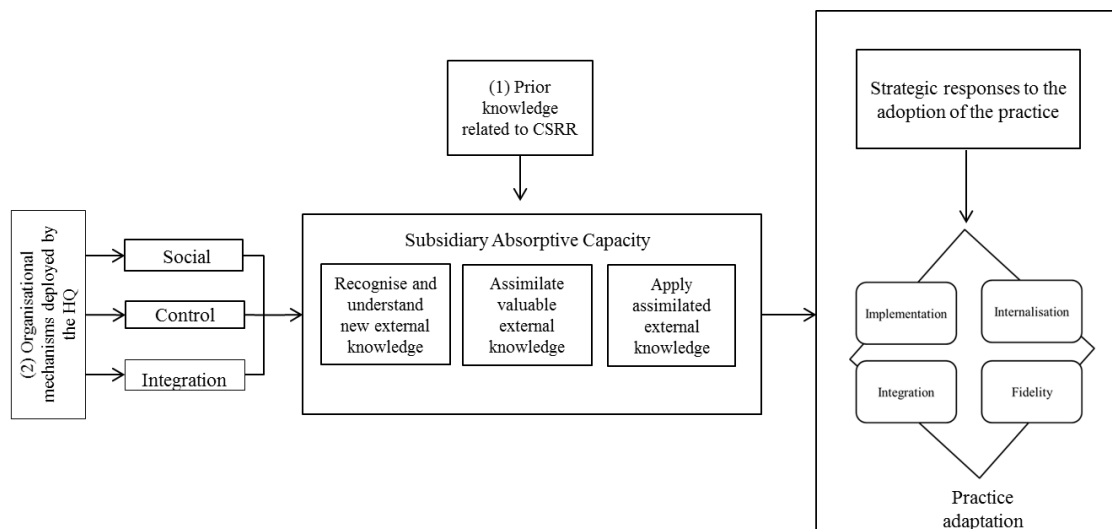 (2) Organisational
mechanisms deployed by
the HQ
Social
Control
Integration
(1) Prior
knowledge
related to CSRR
Subsidiary Absorptive Capacity
Recognise and
understand
new external
knowledge
Assimilate
valuable
external
knowledge
Apply
assimilated
external
knowledge
Strategic responses to the
adoption of the practice
Implementation
Internalisation
Integration
Fidelity
Practice
adaptation